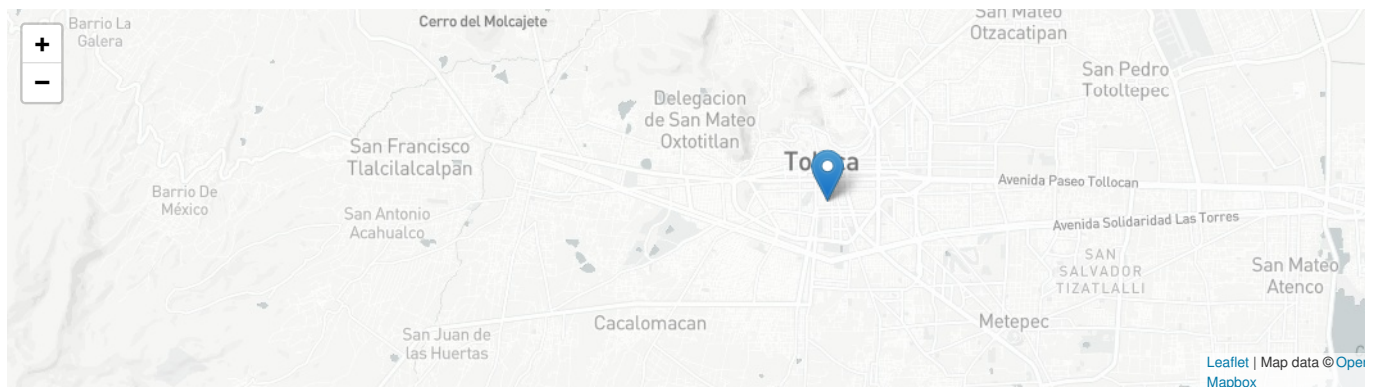 Barrio La
Galera
Cerro del Molcajete
San Mateo
Otzacatipan
+
−
San Pedro
Totoltepec
Delegacion
de San Mateo
Oxtotitlan
San Francisco
Tlalcilalcalpan
Avenida Paseo Tollocan
Barrio De
México
San Antonio
Acahualco
Avenida Solidaridad Las Torres
SAN
SALVADOR
TIZATLALLI
San Mateo
Atenco
Cacalomacan
Metepec
San Juan de
las Huertas
Leaflet | Map data ©
Mapbox